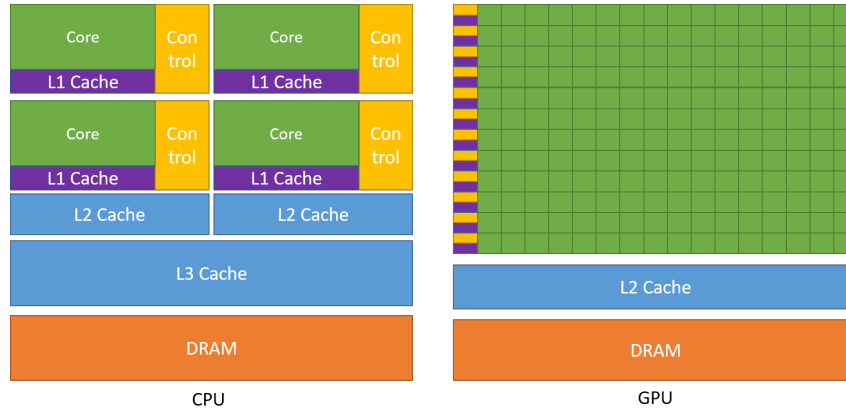 Core
Con
trol
L1 Cache
Core
Con
trol
L1 Cache
Core
Con
trol
L1 Cache
Core
Con
trol
L1 Cache
L2 Cache
L2 Cache
L3 Cache
DRAM
CPU
L2 Cache
DRAM
GPU